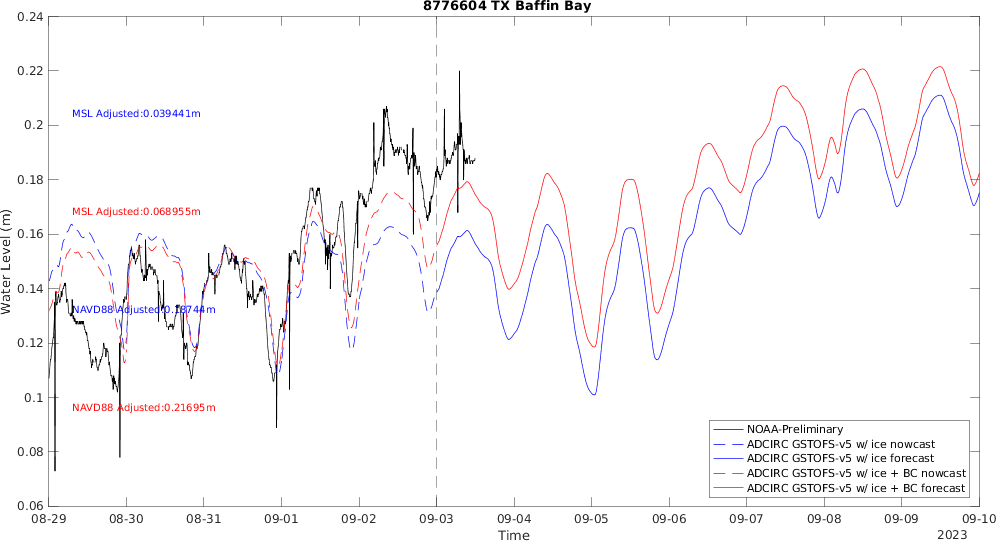 8776604 TX Baffin Bay
0.24
0.22
0.2
0.18
0.16
0.14
0.12
0.1
0.08
0.06
Water Level (m)
MSL Adjusted:0.039441m
MSL Adjusted:0.068955m
NAVD88 Adjusted:0.18744m
NAVD88 Adjusted:0.21695m
NOAA-Preliminary
ADCIRC GSTOFS-v5 w/ ice nowcast
ADCIRC GSTOFS-v5 w/ ice forecast
ADCIRC GSTOFS-v5 w/ ice + BC nowcast
ADCIRC GSTOFS-v5 w/ ice + BC forecast
08-29 08-30 08-31 09-01 09-02 09-03 09-04 09-05 09-06 09-07 09-08 09-09 09-10
Time
2023